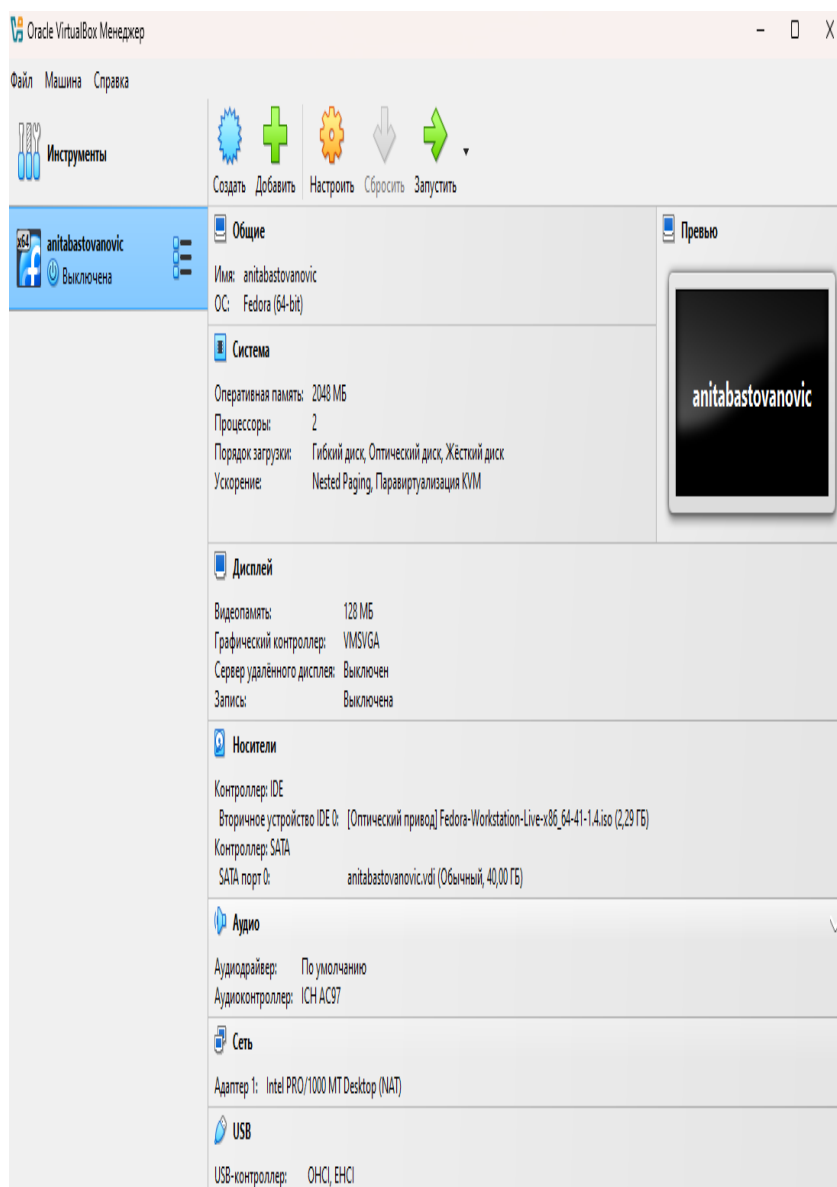 Oracle VirtualBox Менеджер
Файл Машина Справка
Инструменты
Создать Добавить Настроить Сбросить Запустить
x64
anitabastovanovic
Выключена
Общие
Имя: anitabastovanovic
ОС: Fedora (64-bit)
Превью
anitabastovanovic
Система
Оперативная память: 2048 МБ
Процессоры: 2
Порядок загрузки: Гибкий диск, Оптический диск, Жёсткий диск
Ускорение: Nested Paging, Паравиртуализация KVM
Дисплей
Видеопамять: 128 МБ
Графический контроллер: VMSVGA
Сервер удалённого дисплея: Выключен
Запись: Выключена
Носители
Контроллер: IDE
Вторичное устройство IDE 0: [Оптический привод] Fedora-Workstation-Live-x86_64-41-1.4.iso (2,29 ГБ)
Контроллер: SATA
SATA порт 0: anitabastovanovic.vdi (Обычный, 40,00 ГБ)
Аудио
Аудиодрайвер: По умолчанию
Аудиоконтроллер: ICH AC97
Сеть
Адаптер 1: Intel PRO/1000 MT Desktop (NAT)
USB
USB-контроллер: OHCI, EHCI